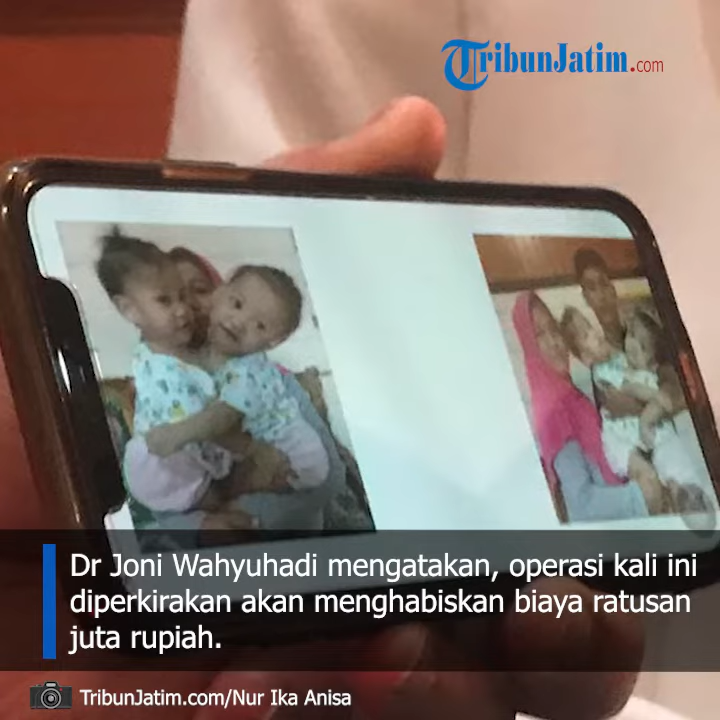 TribunJatim.com
Dr Joni Wahyuhadi mengatakan, operasi kali ini
diperkirakan akan menghabiskan biaya ratusan
juta rupiah.
TribunJatim.com/Nur Ika Anisa